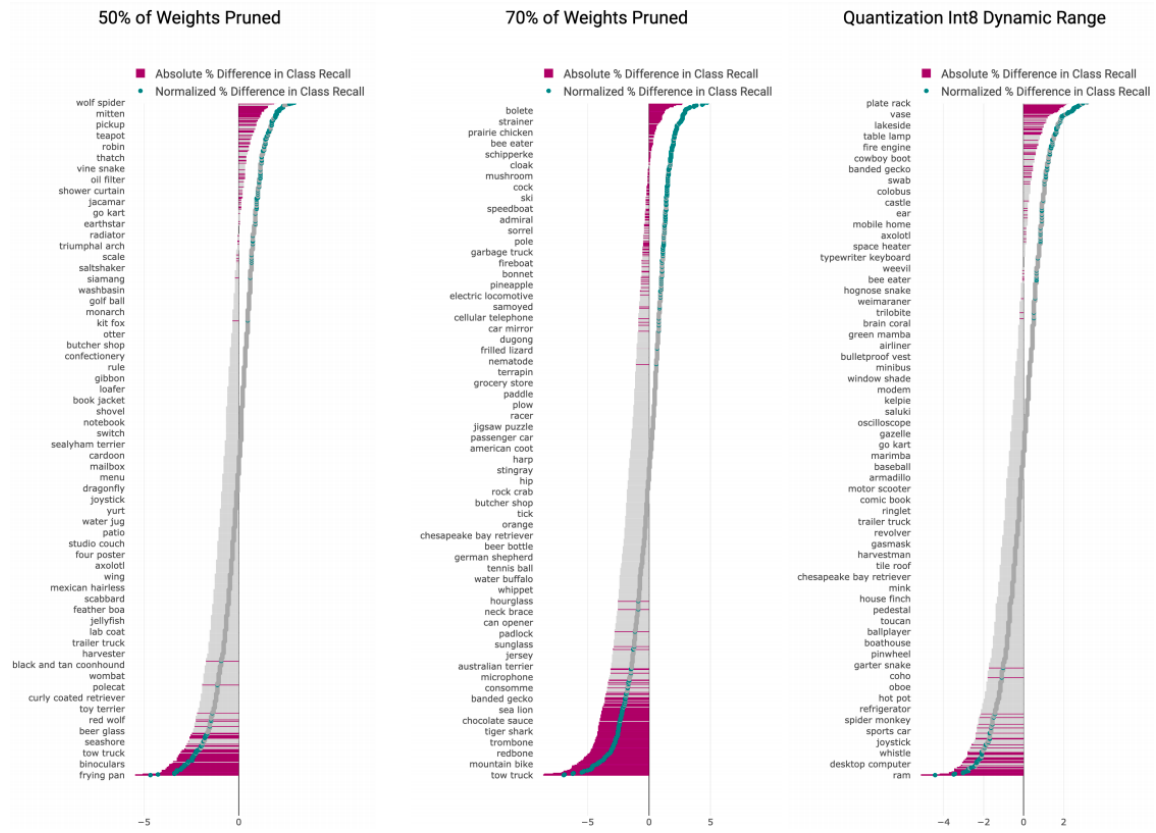 50% of Weights Pruned
Absolute % Difference in Class Recall
Normalized % Difference in Class Recall
wolf spider
mitten
pickup
teapot
robin
thatch
vine snake
oil filter
shower curtain
jacamar
go kart
earthstar
radiator
triumphal arch
scale
saltshaker
siamang
washbasin
golf ball
monarch
kit fox
otter
butcher shop
confectionery
rule
gibbon
loafer
book jacket
shovel
notebook
switch
sealyham terrier
cardoon
mailbox
menu
dragonfly
joystick
yurt
water jug
patio
studio couch
four poster
axolotl
wing
mexican hairless
scabbard
feather boa
jellyfish
lab coat
trailer truck
harvester
black and tan coonhound
wombat
polecat
curly coated retriever
toy terrier
red wolf
beer glass
seashore
tow truck
binoculars
frying pan
−5 0
70% of Weights Pruned
Absolute % Difference in Class Recall
Normalized % Difference in Class Recall
bolete
strainer
prairie chicken
bee eater
schipperke
cloak
mushroom
cock
ski
speedboat
admiral
sorrel
pole
garbage truck
fireboat
bonnet
pineapple
electric locomotive
samoyed
cellular telephone
car mirror
dugong
frilled lizard
nematode
terrapin
grocery store
paddle
plow
racer
jigsaw puzzle
passenger car
american coot
harp
stingray
hip
rock crab
butcher shop
tick
orange
chesapeake bay retriever
beer bottle
german shepherd
tennis ball
water buffalo
whippet
hourglass
neck brace
can opener
padlock
sunglass
jersey
australian terrier
microphone
consomme
banded gecko
sea lion
chocolate sauce
tiger shark
trombone
redbone
mountain bike
tow truck
−5 0 5
Quantization Int8 Dynamic Range
Absolute % Difference in Class Recall
Normalized % Difference in Class Recall
plate rack
vase
lakeside
table lamp
fire engine
cowboy boot
banded gecko
swab
colobus
castle
ear
mobile home
axolotl
space heater
typewriter keyboard
weevil
bee eater
hognose snake
weimaraner
trilobite
brain coral
green mamba
airliner
bulletproof vest
minibus
window shade
modem
kelpie
saluki
oscilloscope
gazelle
go kart
marimba
baseball
armadillo
motor scooter
comic book
ringlet
trailer truck
revolver
gasmask
harvestman
tile roof
chesapeake bay retriever
mink
house finch
pedestal
toucan
ballplayer
boathouse
pinwheel
garter snake
coho
oboe
hot pot
refrigerator
spider monkey
sports car
joystick
whistle
desktop computer
ram
−4 −2 0 2